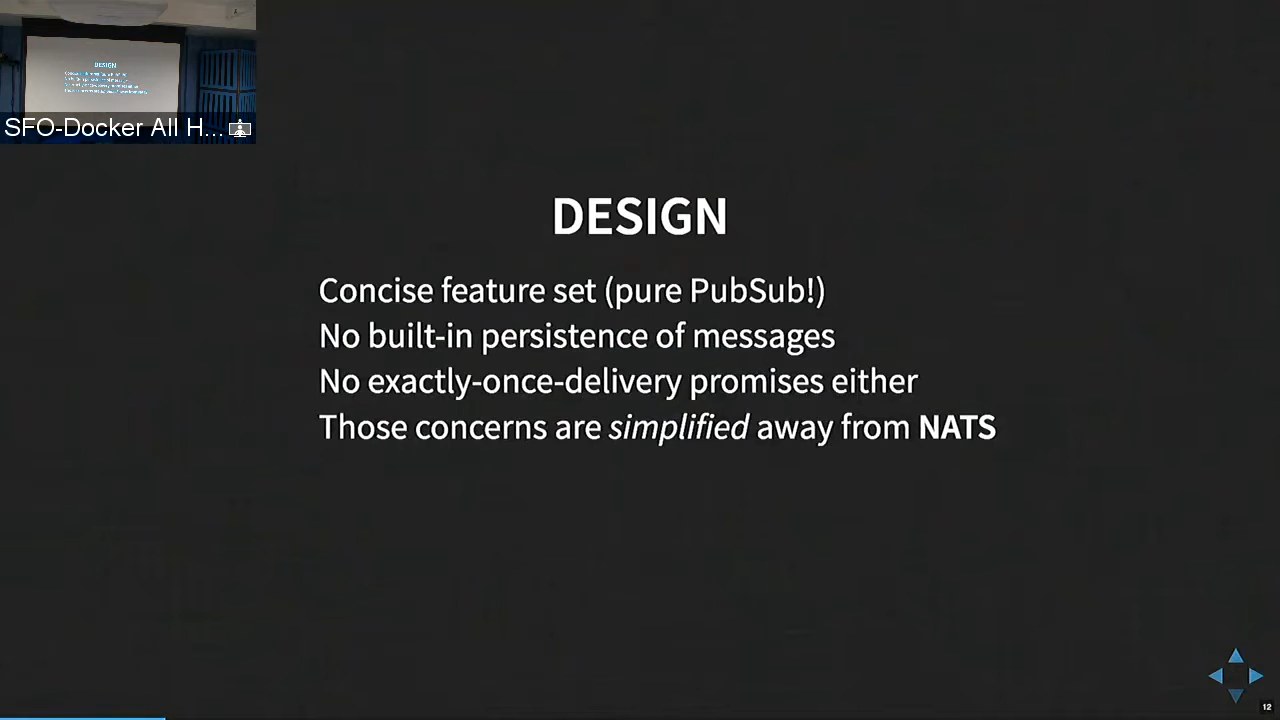 SFO-Docker All H...
DESIGN
Concise feature set (pure PubSub!)
No built-in persistence of messages
No exactly-once-delivery promises either
Those concerns are simplified away from NATS
12